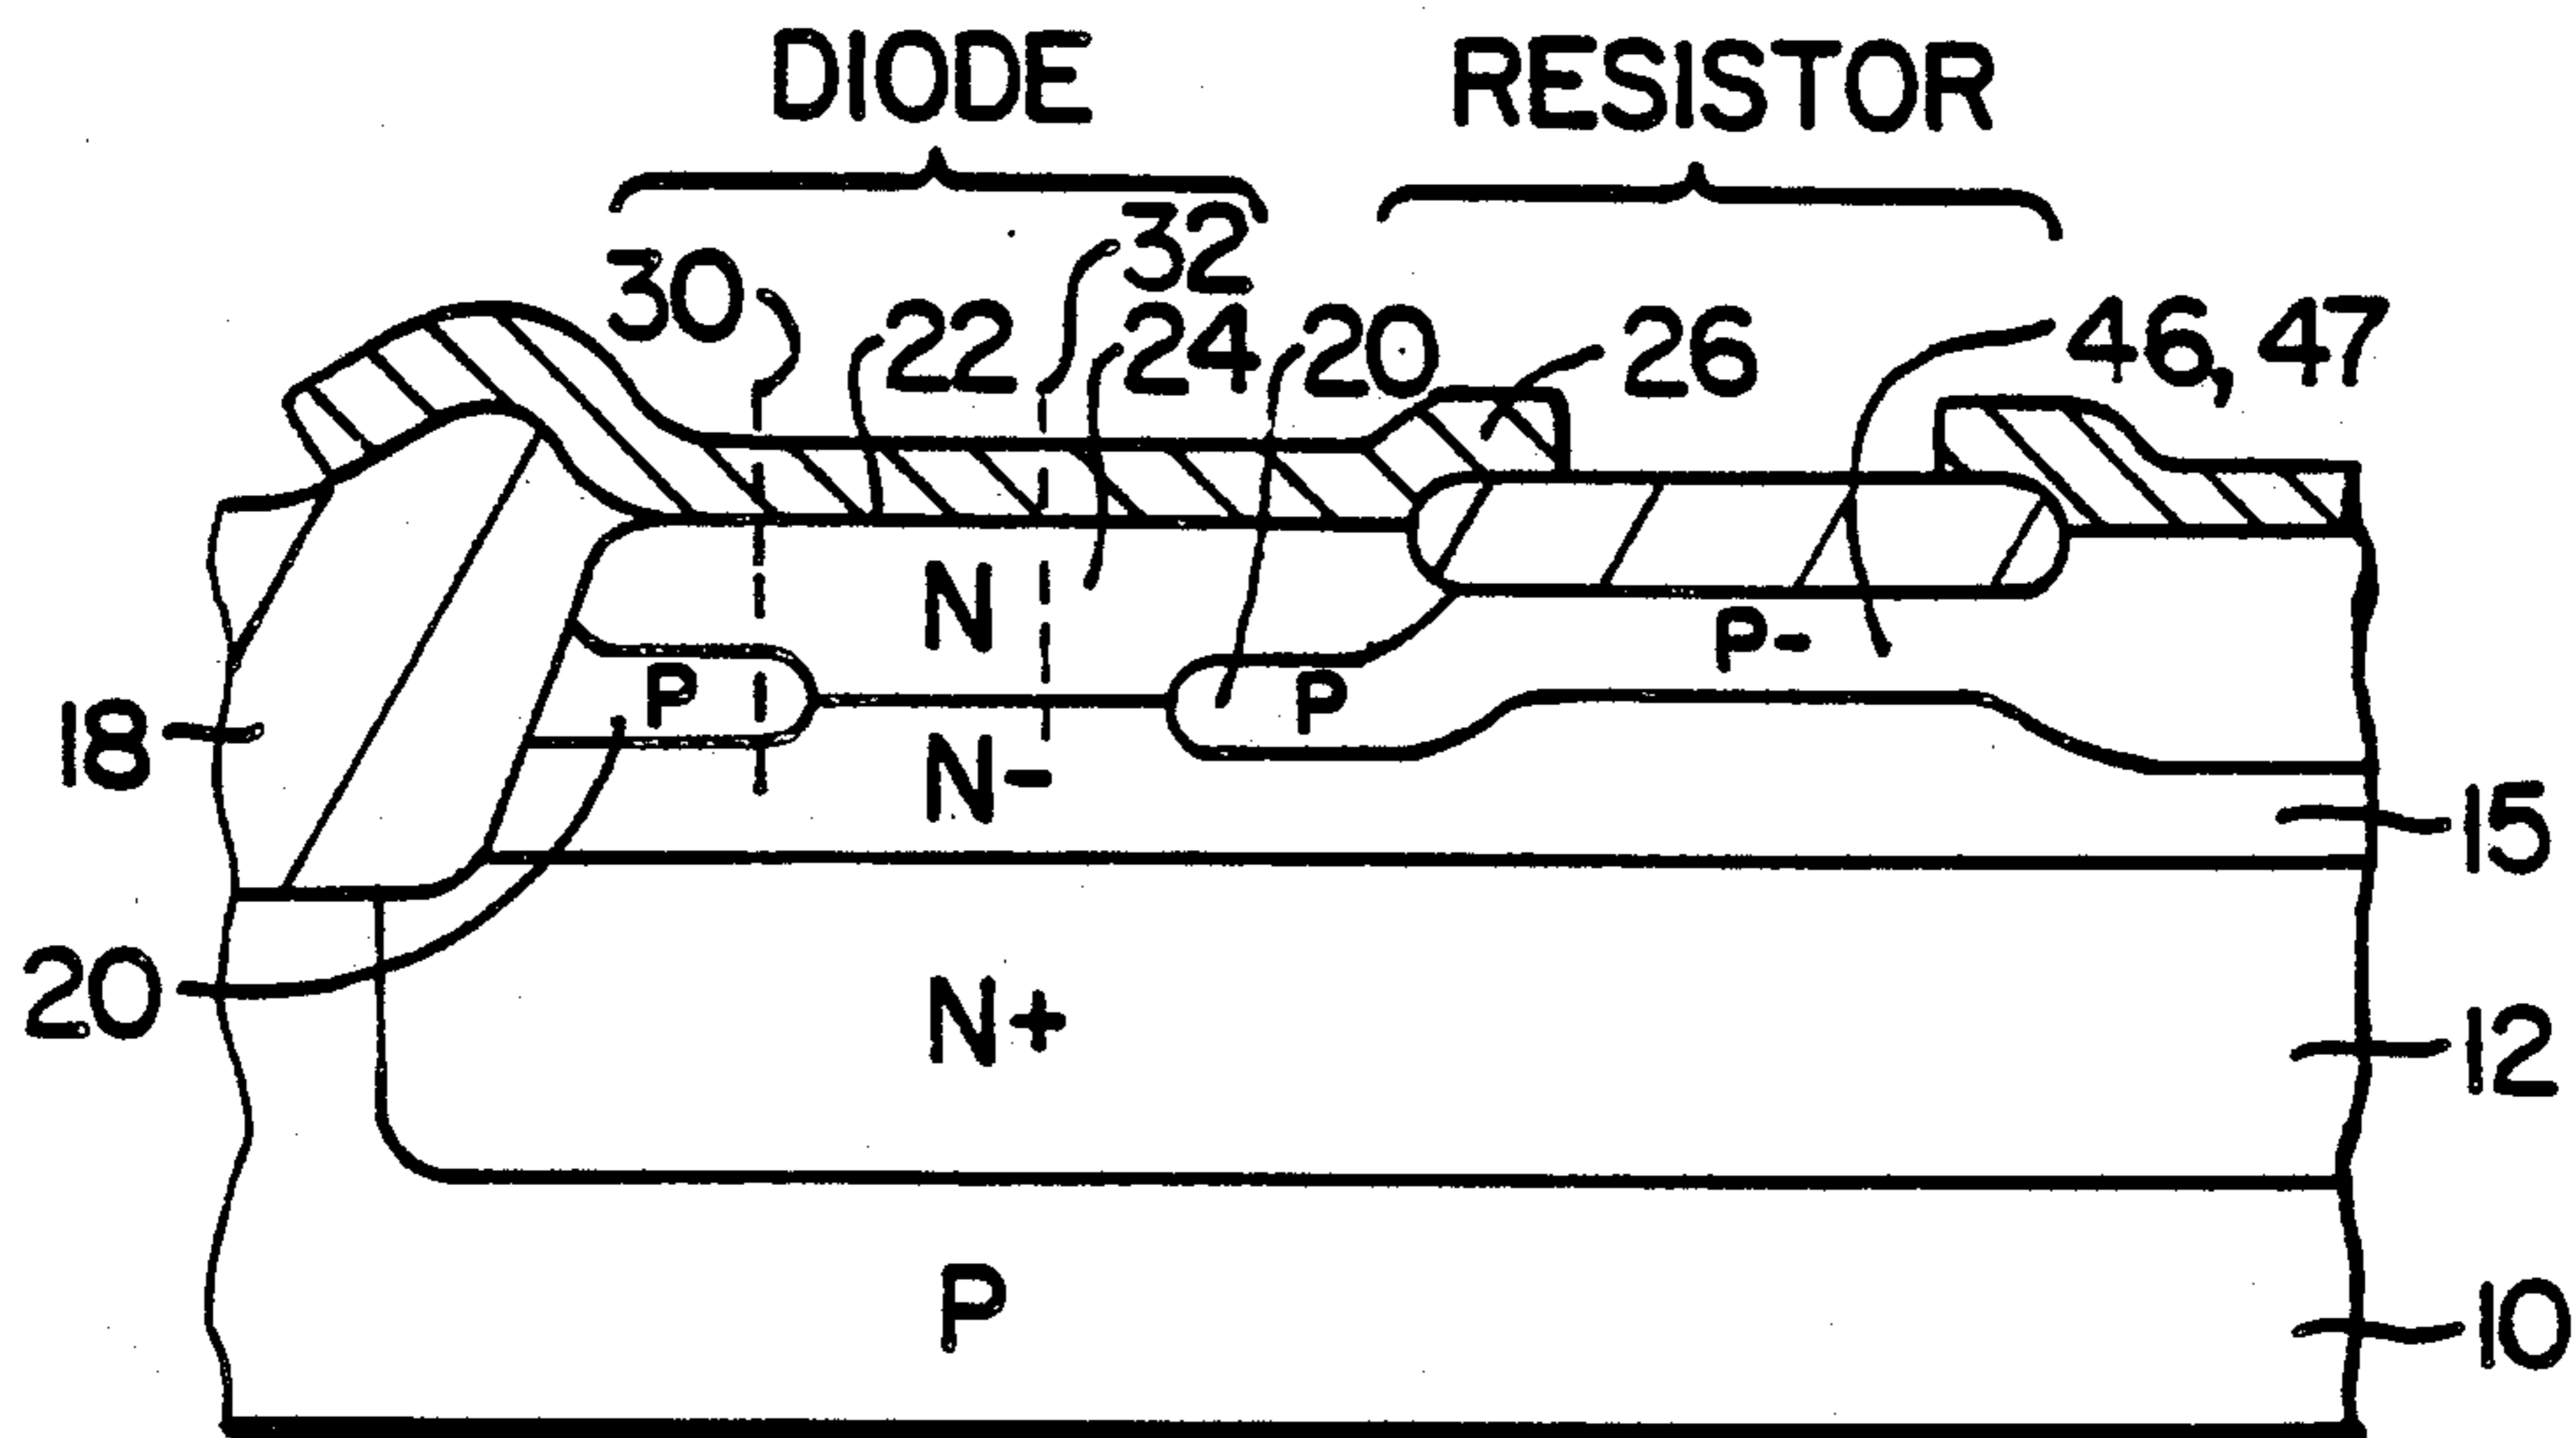 DIODE RESISTOR
30 32
22 24 20 26 46, 47
N
P P P-
18 N- 15
20 N+ 12
P 10